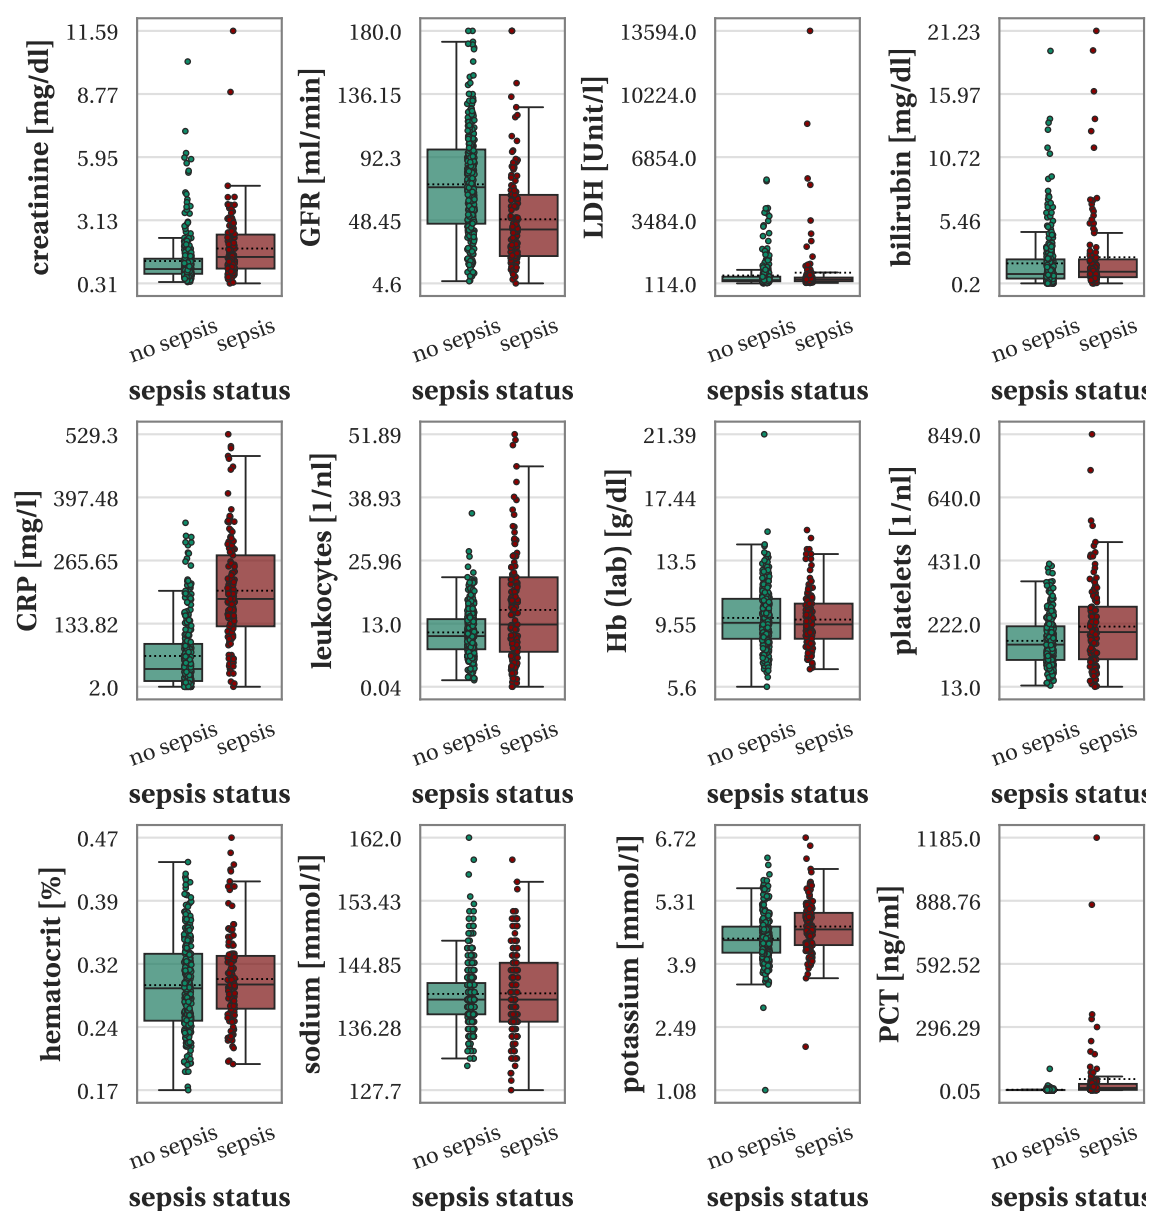 creatinine [mg/dl]
11.59
8.77
5.95
3.13
0.31
no sepsis
sepsis
sepsis status
GFR [ml/min]
180.0
136.15
92.3
48.45
4.6
no sepsis
sepsis
sepsis status
LDH [Unit/l]
13594.0
10224.0
6854.0
3484.0
114.0
no sepsis
sepsis
sepsis status
bilirubin [mg/dl]
21.23
15.97
10.72
5.46
0.2
no sepsis
sepsis
sepsis status
CRP [mg/l]
529.3
397.48
265.65
133.82
2.0
no sepsis
sepsis
sepsis status
leukocytes [1/nl]
51.89
38.93
25.96
13.0
0.04
no sepsis
sepsis
sepsis status
Hb (lab) [g/dl]
21.39
17.44
13.5
9.55
5.6
no sepsis
sepsis
sepsis status
platelets [1/nl]
849.0
640.0
431.0
222.0
13.0
no sepsis
sepsis
sepsis status
hematocrit [%]
0.47
0.39
0.32
0.24
0.17
no sepsis
sepsis
sepsis status
sodium [mmol/l]
162.0
153.43
144.85
136.28
127.7
no sepsis
sepsis
sepsis status
potassium [mmol/l]
6.72
5.31
3.9
2.49
1.08
no sepsis
sepsis
sepsis status
PCT [ng/ml]
1185.0
888.76
592.52
296.29
0.05
no sepsis
sepsis
sepsis status